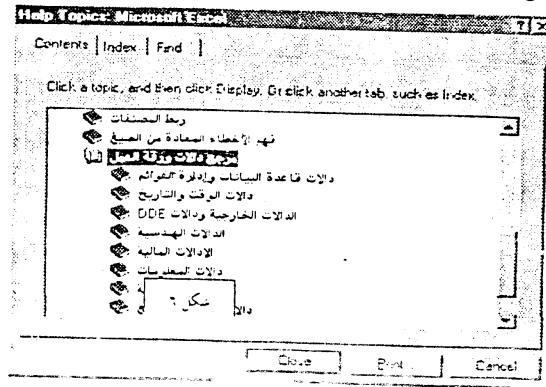 Help Topics: Microsoft Excel
Contents Index Find
Click a topic, and then click Display. Or click another tab, such as Index.
ربط المصنفات
فهم الأخطاء المعادة من الصيغ
مرجع دالات ورقة العمل
دالات قاعدة البيانات وإدارة القوائم
دالات الوقت والتاريخ
الدالات الخارجية ودالات DDE
الدالات الهندسية
الادالات المالية
دالات المعلومات
شكل ٦
Close Print Cancel